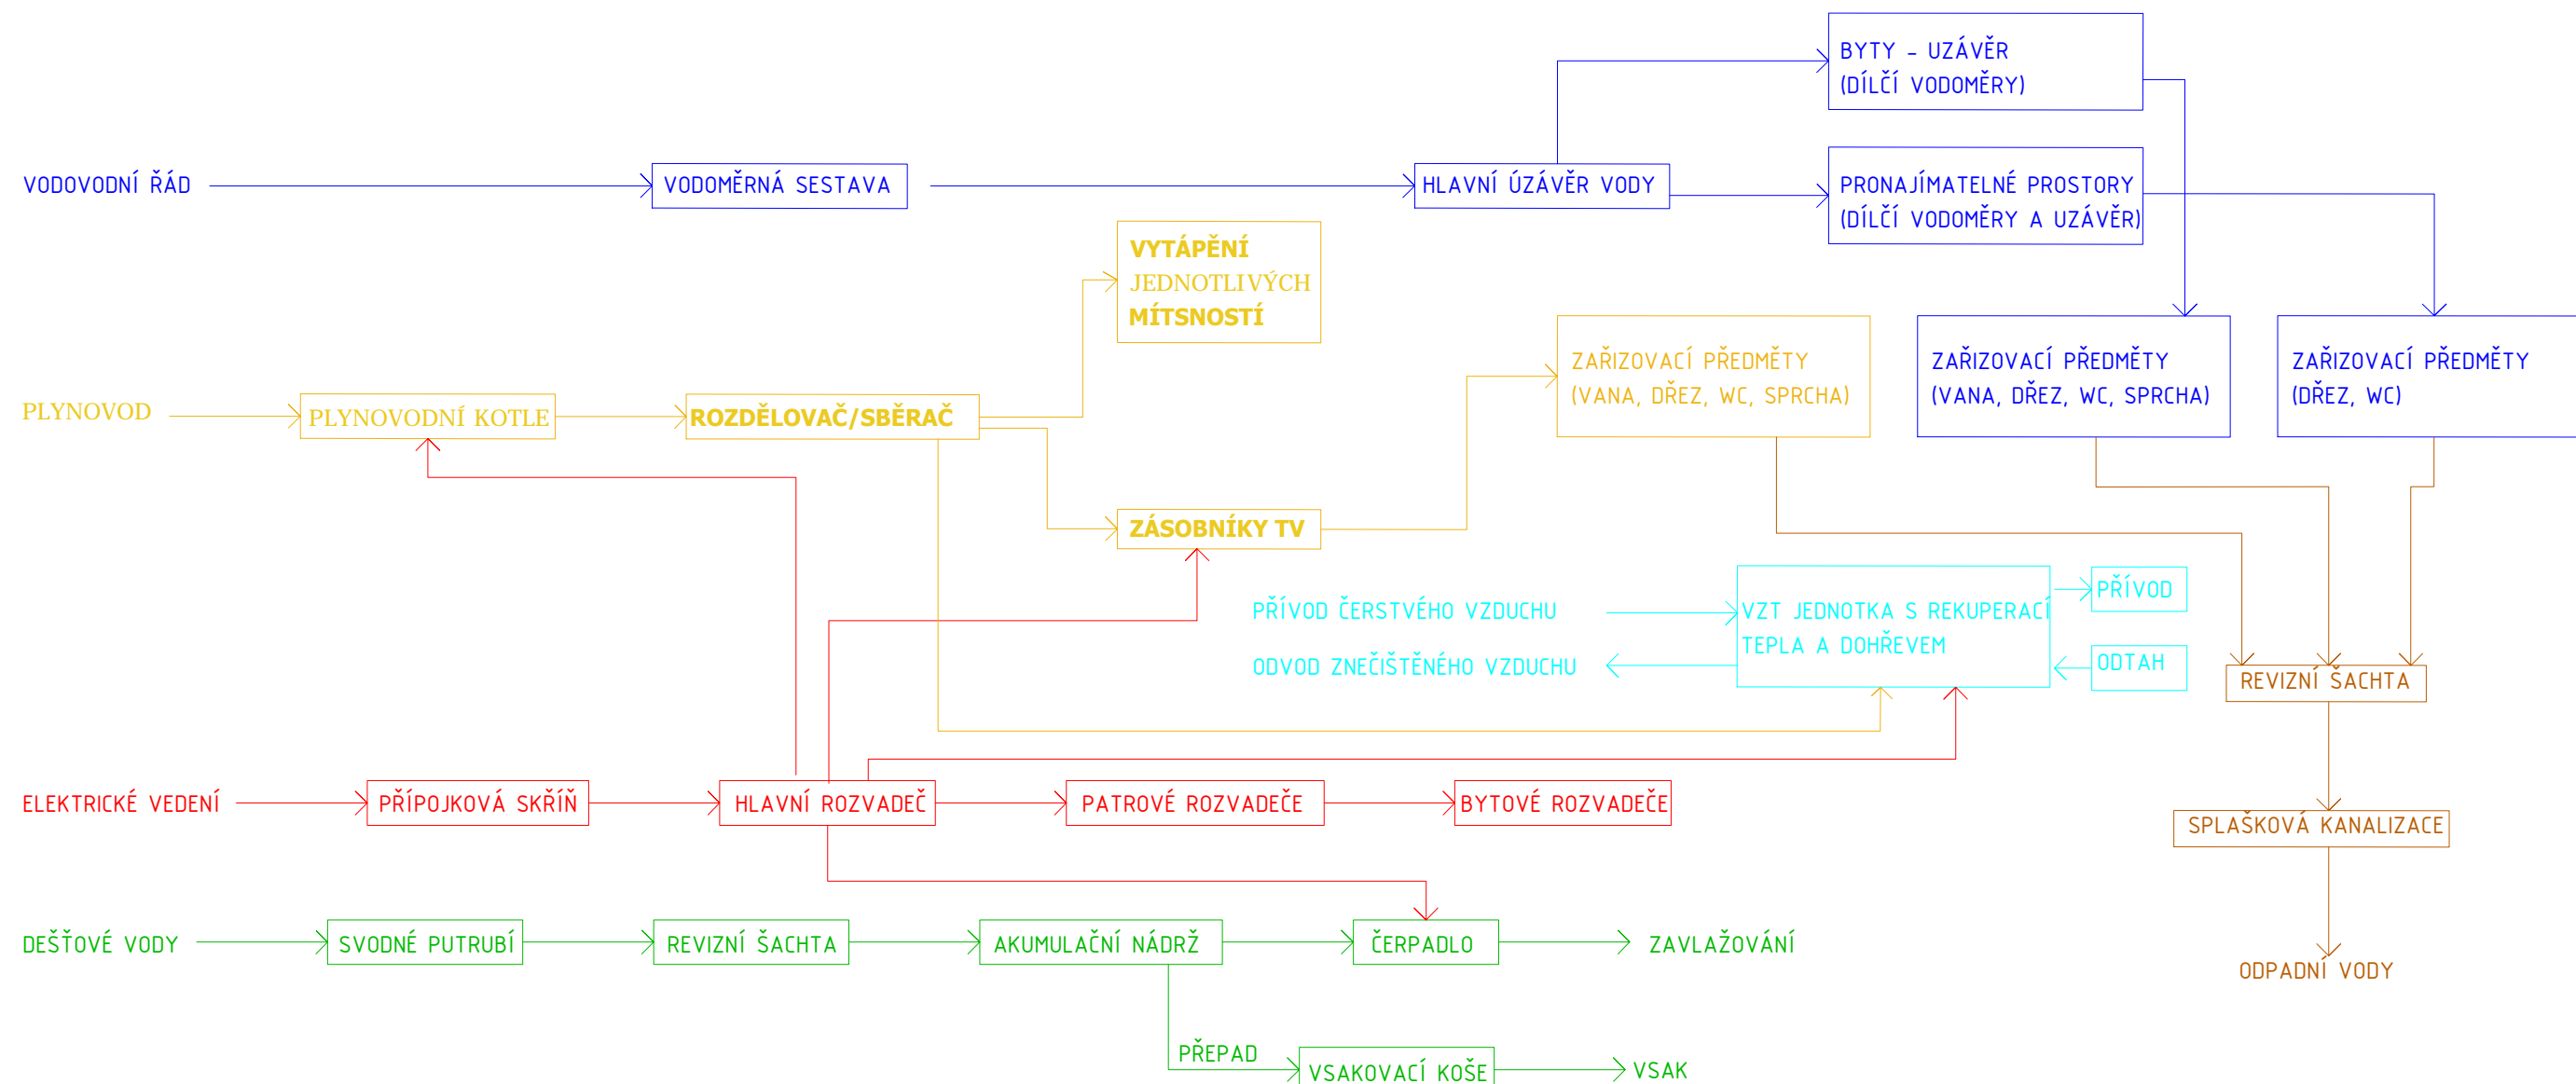 BYTY - UZÁVĚR
(DÍLČÍ VODOMĚRY)
VODOVODNÍ ŘÁD
VODOMĚRNÁ SESTAVA
HLAVNÍ ÚZÁVĚR VODY
PRONAJÍMATELNÉ PROSTORY
(DÍLČÍ VODOMĚRY A UZÁVĚR)
VYTÁPĚNÍ
JEDNOTLIVÝCH
MÍTSNOSTÍ
ZAŘIZOVACÍ PŘEDMĚTY
(VANA, DŘEZ, WC, SPRCHA)
ZAŘIZOVACÍ PŘEDMĚTY
(VANA, DŘEZ, WC, SPRCHA)
ZAŘIZOVACÍ PŘEDMĚTY
(DŘEZ, WC)
PLYNOVOD
PLYNOVODNÍ KOTLE
ROZDĚLOVAČ/SBĚRAČ
ZÁSOBNÍKY TV
PŘÍVOD ČERSTVÉHO VZDUCHU
ODVOD ZNEČIŠTĚNÉHO VZDUCHU
VZT JEDNOTKA S REKUPERACÍ
TEPLA A DOHŘEVEM
PŘÍVOD
ODTAH
REVIZNÍ ŠACHTA
ELEKTRICKÉ VEDENÍ
PŘÍPOJKOVÁ SKŘÍŇ
HLAVNÍ ROZVADEČ
PATROVÉ ROZVADEČE
BYTOVÉ ROZVADEČE
SPLAŠKOVÁ KANALIZACE
DEŠŤOVÉ VODY
SVODNÉ PUTRUBÍ
REVIZNÍ ŠACHTA
AKUMULAČNÍ NÁDRŽ
ČERPADLO
ZAVLAŽOVÁNÍ
ODPADNÍ VODY
PŘEPAD
VSAKOVACÍ KOŠE
VSAK